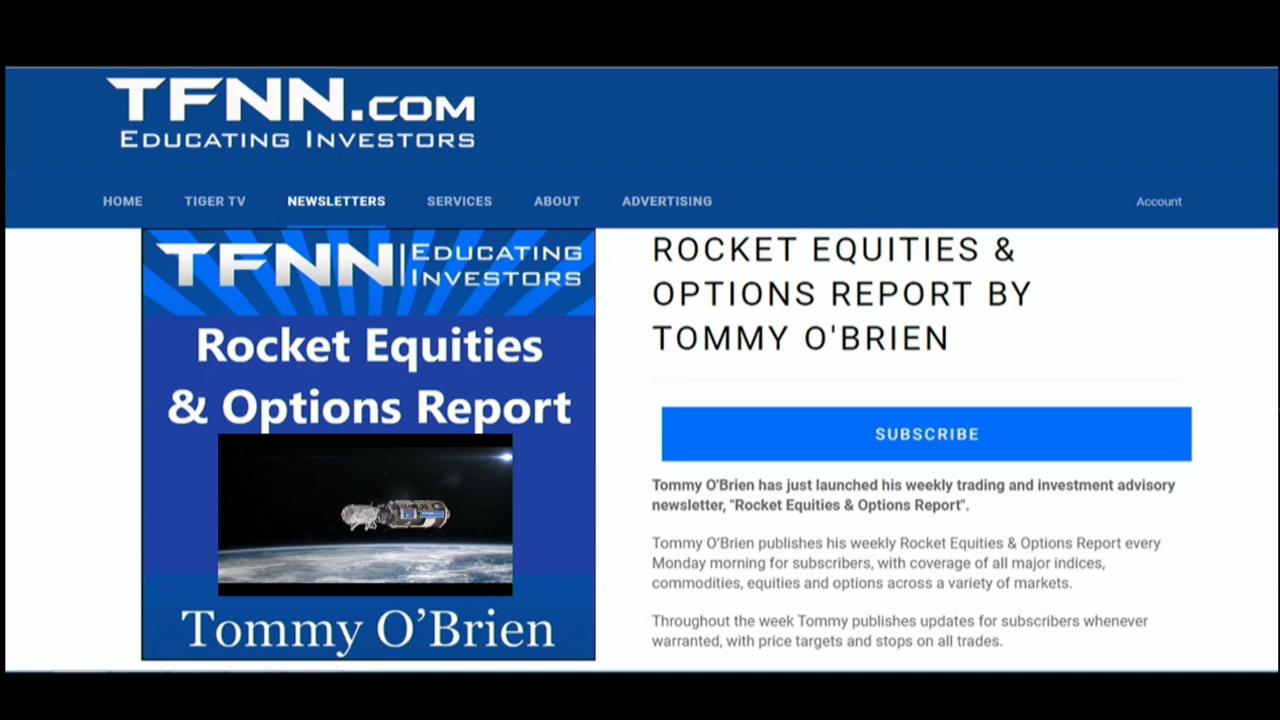 TFNN.COM
EDUCATING INVESTORS
HOME TIGER TV NEWSLETTERS SERVICES ABOUT ADVERTISING Account
TFNN | EDUCATING
INVESTORS
Rocket Equities
& Options Report
Tommy O’Brien
ROCKET EQUITIES &
OPTIONS REPORT BY
TOMMY O'BRIEN
SUBSCRIBE
Tommy O'Brien has just launched his weekly trading and investment advisory
newsletter, "Rocket Equities & Options Report".
Tommy O’Brien publishes his weekly Rocket Equities & Options Report every
Monday morning for subscribers, with coverage of all major indices,
commodities, equities and options across a variety of markets.
Throughout the week Tommy publishes updates for subscribers whenever
warranted, with price targets and stops on all trades.